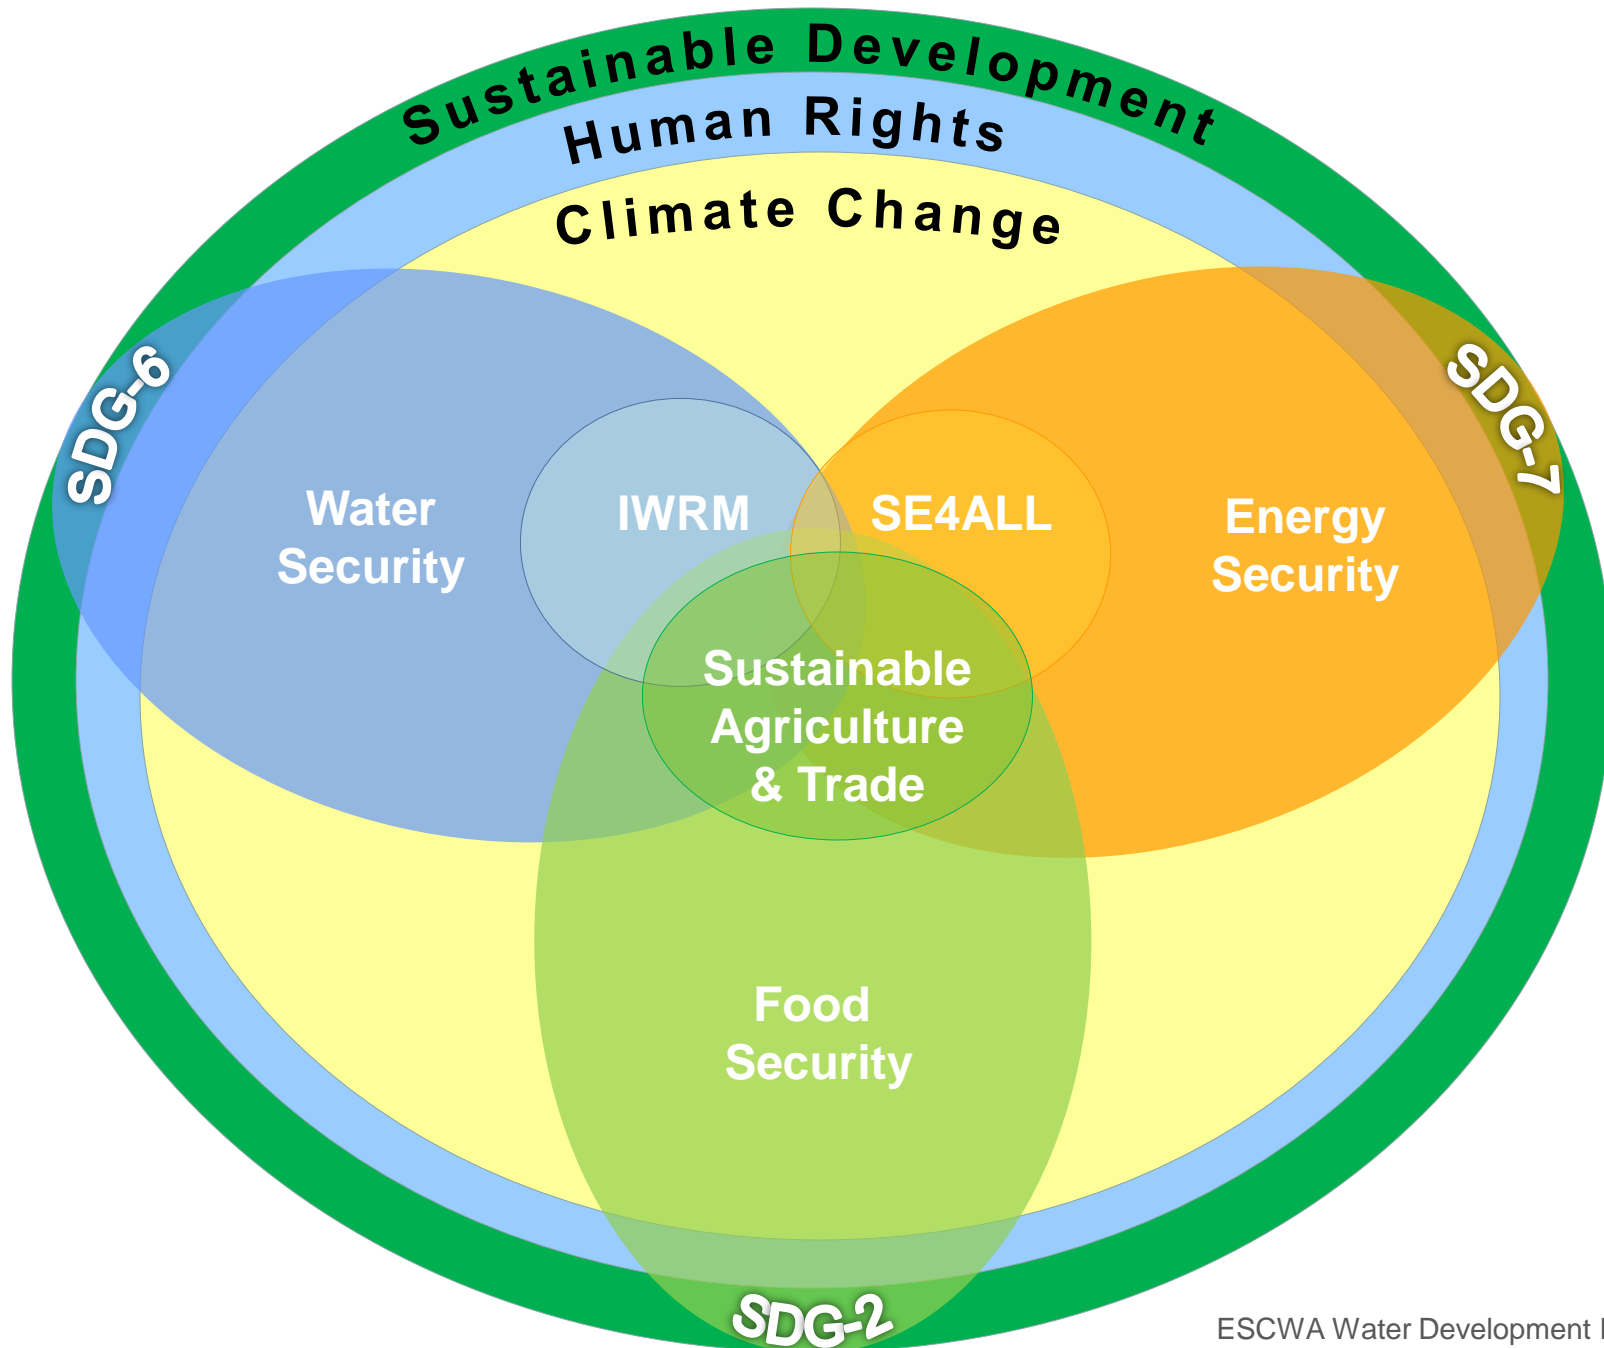 Sustainable Development
Human Rights
Climate Change
SDG-6
SDG-7
Water
Security
IWRM
SE4ALL
Energy
Security
Sustainable
Agriculture
& Trade
Food
Security
SDG-2
ESCWA Water Development